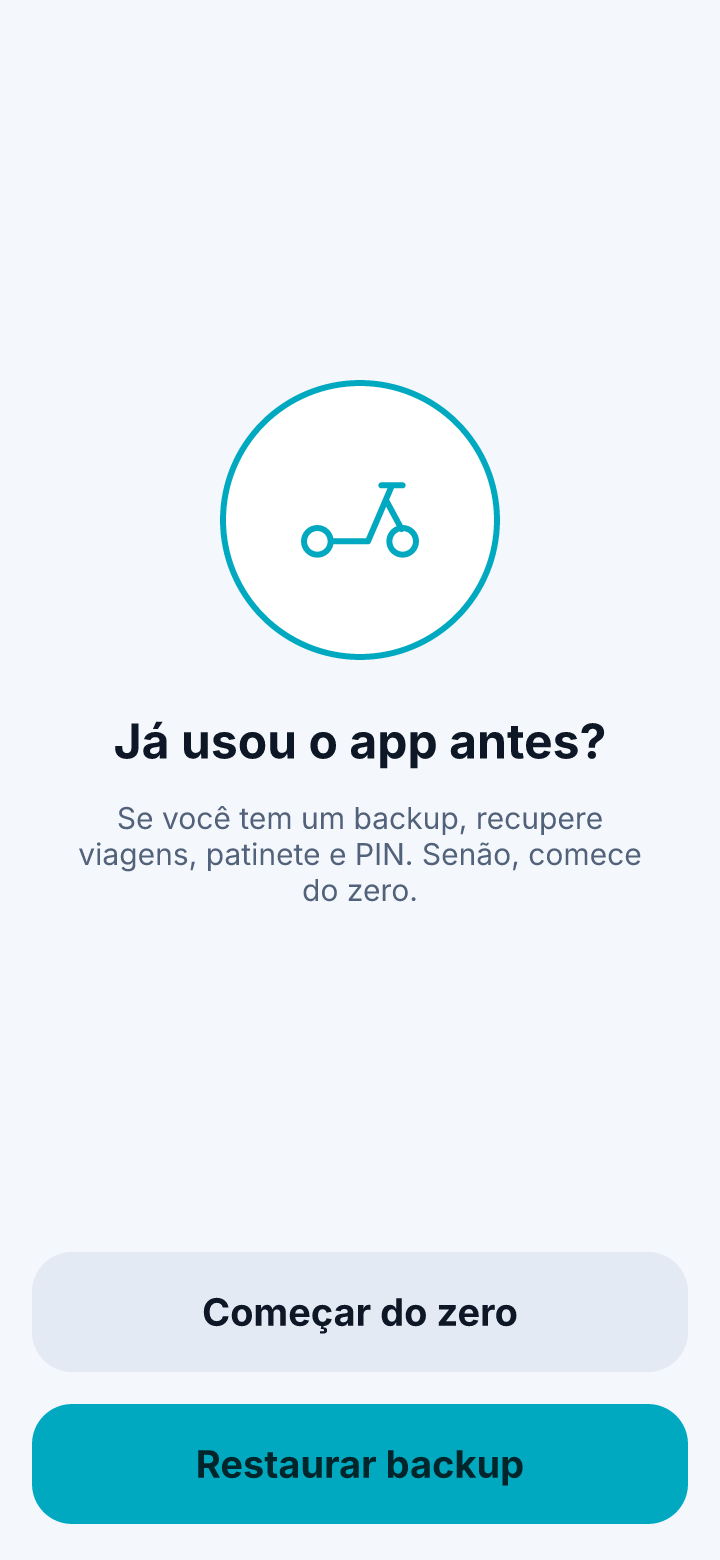 Já usou o app antes?
Se você tem um backup, recupere
viagens, patinete e PIN. Senão, comece
do zero.
Começar do zero
Restaurar backup